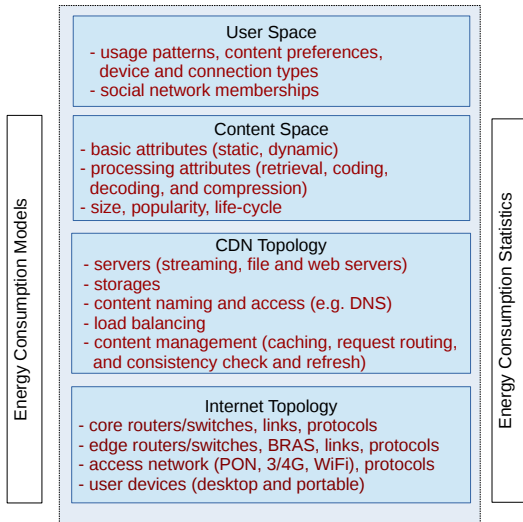 User Space
- usage patterns, content preferences,
device and connection types
- social network memberships
Content Space
- basic attributes (static, dynamic)
- processing attributes (retrieval, coding,
decoding, and compression)
- size, popularity, life-cycle
CDN Topology
- servers (streaming, file and web servers)
- storages
- content naming and access (e.g. DNS)
- load balancing
- content management (caching, request routing,
and consistency check and refresh)
Internet Topology
- core routers/switches, links, protocols
- edge routers/switches, BRAS, links, protocols
- access network (PON, 3/4G, WiFi), protocols
- user devices (desktop and portable)
Energy Consumption Models
Energy Consumption Statistics